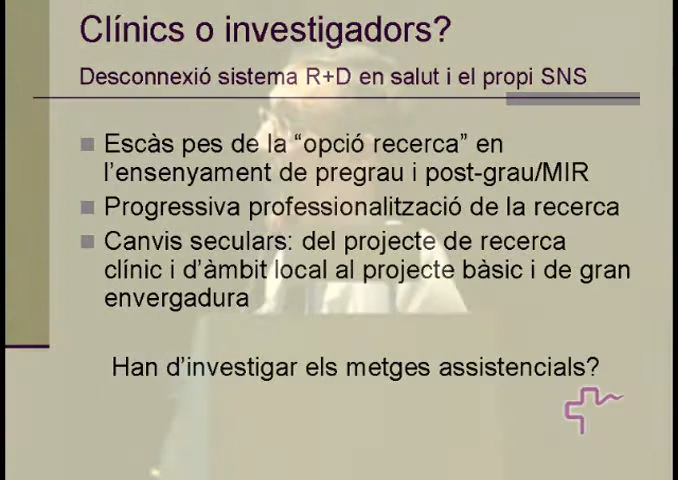 Clínics o investigadors?
Desconnexió sistema R+D en salut i el propi SNS
Escàs pes de la “opció recerca” en
l’ensenyament de pregrau i post-grau/MIR
Progressiva professionalització de la recerca
Canvis seculars: del projecte de recerca
clínic i d’àmbit local al projecte bàsic i de gran
envergadura
Han d’investigar els metges assistencials?